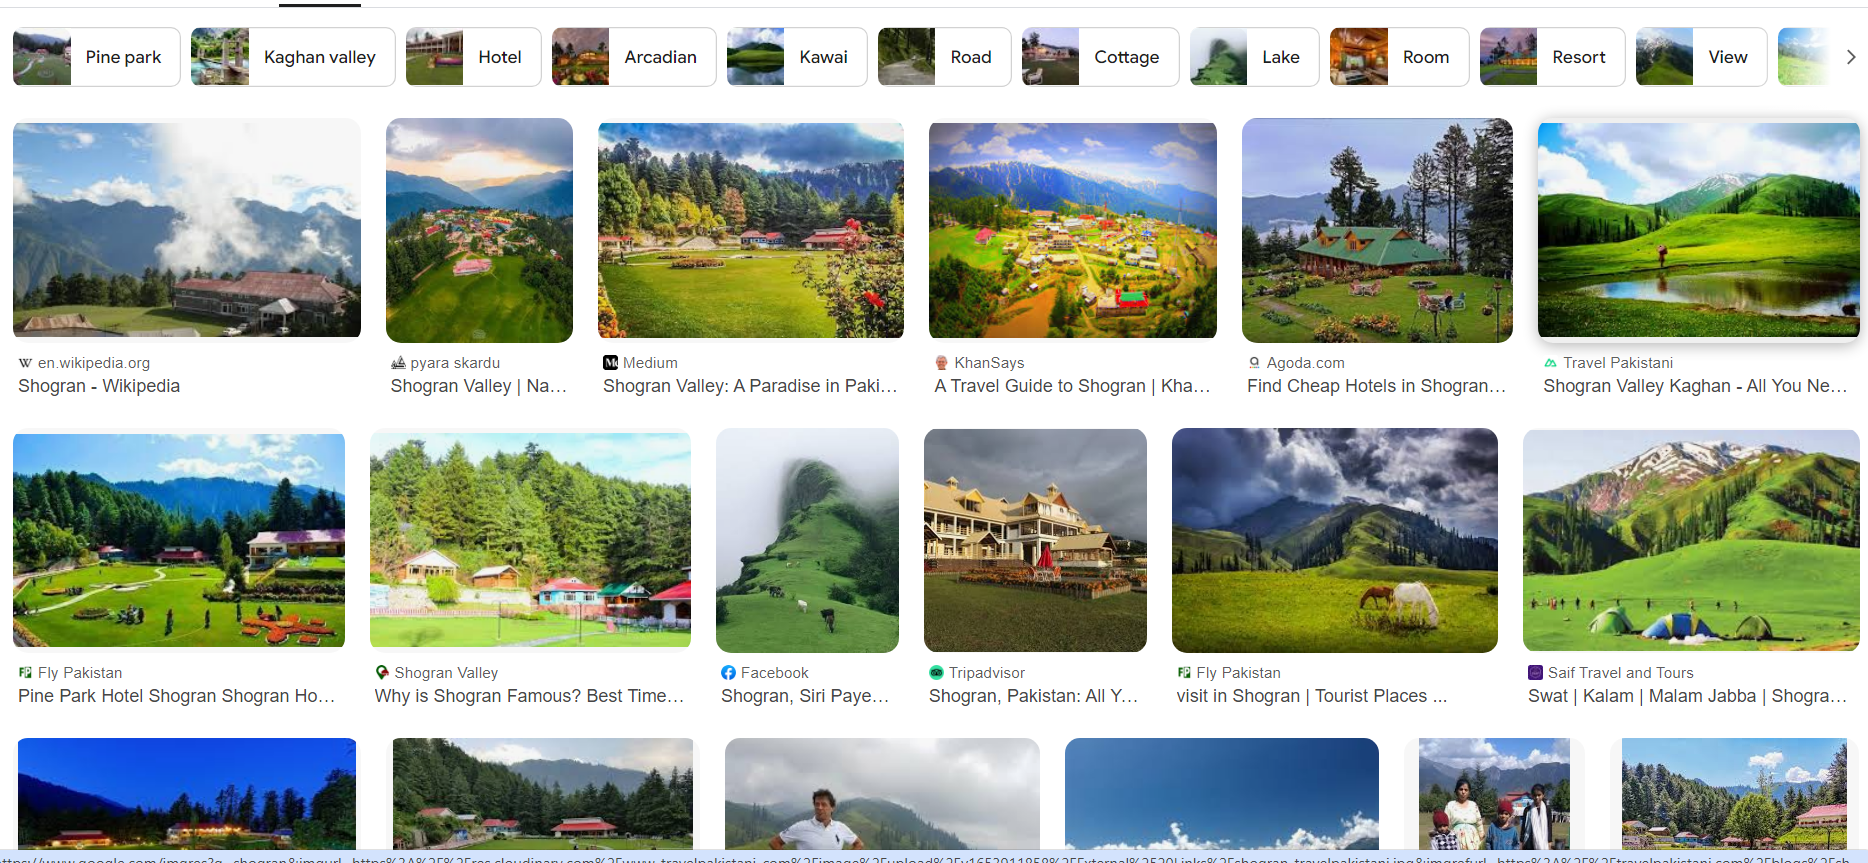 Pine park
Kaghan valley
Hotel
Arcadian
Kawai
Road
Cottage
Lake
Room
Resort
View
en.wikipedia.org
Shogran - Wikipedia
pyara skardu
Shogran Valley | Na...
Medium
Shogran Valley: A Paradise in Paki...
KhanSays
A Travel Guide to Shogran | Kha...
Agoda.com
Find Cheap Hotels in Shogran...
Travel Pakistani
Shogran Valley Kaghan - All You Ne...
Fly Pakistan
Pine Park Hotel Shogran Shogran Ho...
Shogran Valley
Why is Shogran Famous? Best Time...
Facebook
Shogran, Siri Paye...
Tripadvisor
Shogran, Pakistan: All Y...
Fly Pakistan
visit in Shogran | Tourist Places ...
Saif Travel and Tours
Swat | Kalam | Malam Jabba | Shogra...